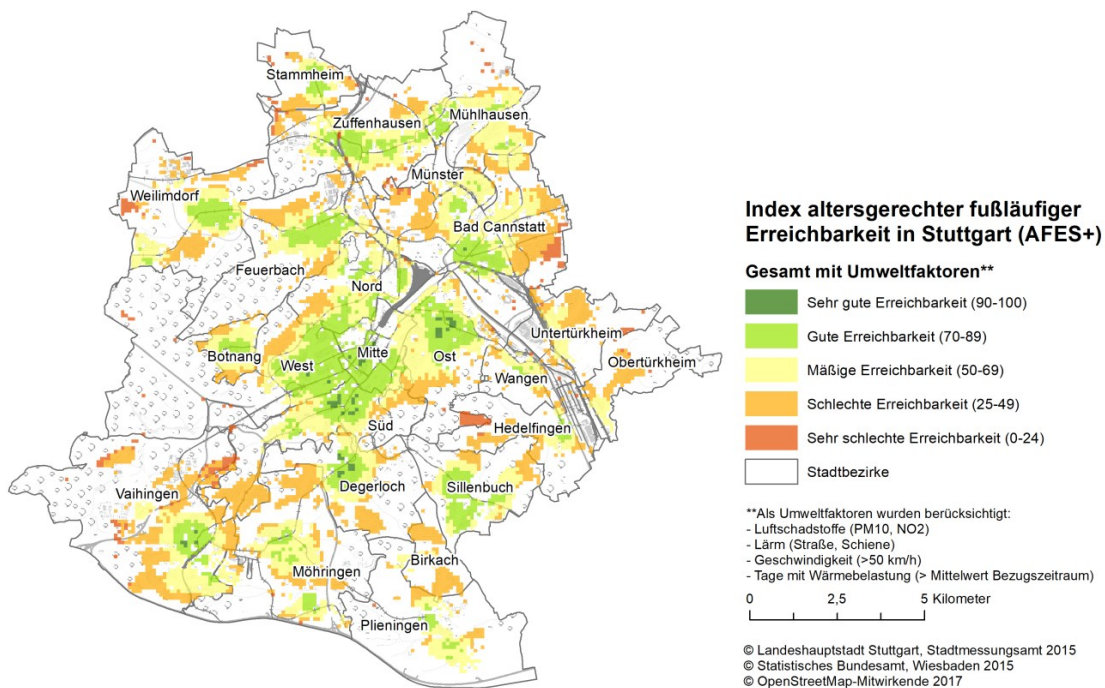 Stammheim
Zuffenhausen
Mühlhausen
Münster
Weilimdorf
Bad Cannstatt
Feuerbach
Nord
Untertürkheim
Botnang
Mitte
Ost
West
Obertürkheim
Wangen
Süd
Hedelfingen
Degerloch
Sillenbuch
Vaihingen
Birkach
Möhringen
Plieningen
Index altersgerechter fußläufiger
Erreichbarkeit in Stuttgart (AFES+)
Gesamt mit Umweltfaktoren**
Sehr gute Erreichbarkeit (90-100)
Gute Erreichbarkeit (70-89)
Mäßige Erreichbarkeit (50-69)
Schlechte Erreichbarkeit (25-49)
Sehr schlechte Erreichbarkeit (0-24)
Stadtbezirke
**Als Umweltfaktoren wurden berücksichtigt:
- Luftschadstoffe (PM10, NO2)
- Lärm (Straße, Schiene)
- Geschwindigkeit (>50 km/h)
- Tage mit Wärmebelastung (> Mittelwert Bezugszeitraum)
0 2,5 5 Kilometer
© Landeshauptstadt Stuttgart, Stadtmessungsamt 2015
© Statistisches Bundesamt, Wiesbaden 2015
© OpenStreetMap-Mitwirkende 2017